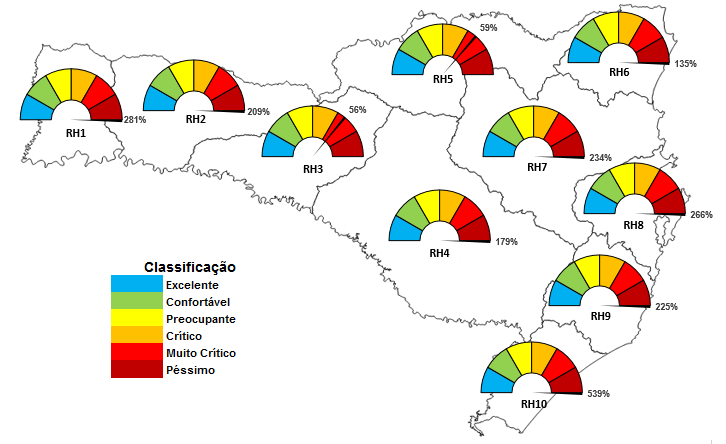 59%
RH5
RH6
135%
RH1
281%
RH2
209%
56%
RH3
RH7
234%
RH4
179%
RH8
266%
Classificação
Excelente
Confortável
Preocupante
Crítico
Muito Crítico
Péssimo
RH9
225%
RH10
539%